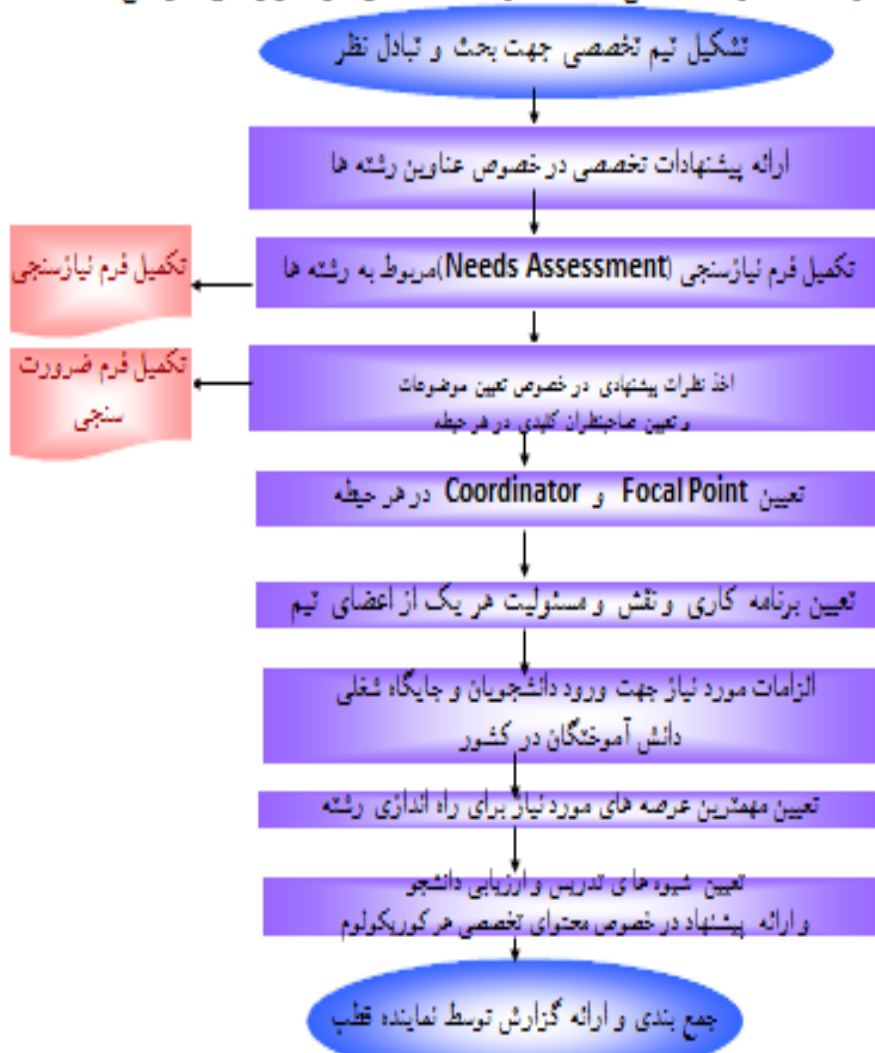 تشکیل تیم تخصصی جهت بحث و تبادل نظر
ارائه پیشنهادات تخصصی در خصوص عناوین رشته ها
تکمیل فرم نیازسنجی (Needs Assessment)مربوط به رشته ها
تکمیل فرم نیازسنجی
اخذ نظرات پیشنهادی در خصوص تعیین موضوعات
و تعیین صاحبنظران کلیدی در هر حیطه
تکمیل فرم ضرورت
سنجی
تعیین Focal Point و Coordinator در هر حیطه
تعیین برنامه کاری و نقش و مسئولیت هر یک از اعضای تیم
الزامات مورد نیاز جهت ورود دانشجویان و جایگاه شغلی
دانش آموختگان در کشور
تعیین مهمترین عرصه های مورد نیاز برای راه اندازی رشته
تعیین شیوه های تدریس و ارزیابی دانشجو
و ارائه پیشنهاد در خصوص محتوای تخصصی هر کوریکولوم
جمع بندی و ارائه گزارش توسط نماینده قطب